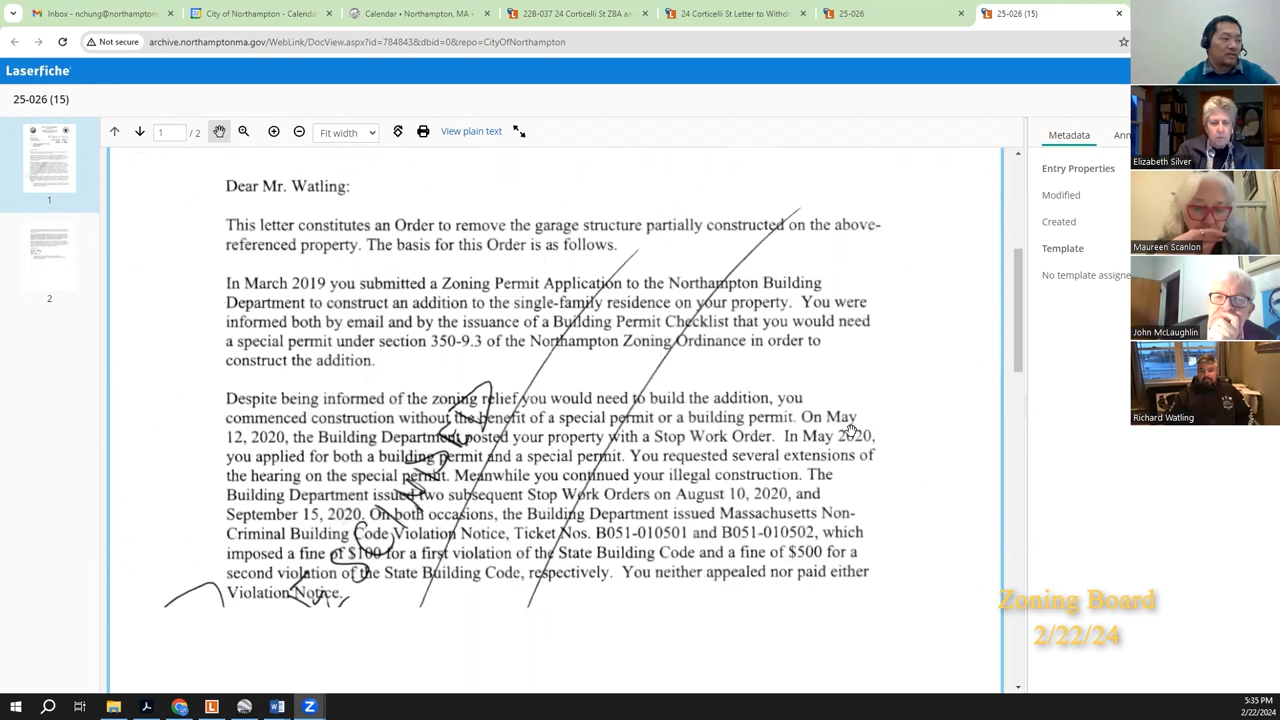 Inbox - nchung@northampton
City of Northampton - Calenda
Calendar • Northampton, MA •
22B-037 24 Corticelli St ZBA an
24 Corticelli St Letter to Withdr
25-026
25-026 (15)
Not secure
archive.northamptonma.gov/WebLink/DocView.aspx?id=784843&dbid=0&repo=CityOfNorthampton
Laserfiche
25-026 (15)
1 / 2
Fit width
View plain text
Metadata
Ann
Entry Properties
Modified
Created
Template
No template assigne
1
2
Dear Mr. Watling:
This letter constitutes an Order to remove the garage structure partially constructed on the above-
referenced property. The basis for this Order is as follows.
In March 2019 you submitted a Zoning Permit Application to the Northampton Building
Department to construct an addition to the single-family residence on your property. You were
informed both by email and by the issuance of a Building Permit Checklist that you would need
a special permit under section 350-9.3 of the Northampton Zoning Ordinance in order to
construct the addition.
Despite being informed of the zoning relief you would need to build the addition, you
commenced construction without the benefit of a special permit or a building permit. On May
12, 2020, the Building Department posted your property with a Stop Work Order. In May 2020,
you applied for both a building permit and a special permit. You requested several extensions of
the hearing on the special permit. Meanwhile you continued your illegal construction. The
Building Department issued two subsequent Stop Work Orders on August 10, 2020, and
September 15, 2020. On both occasions, the Building Department issued Massachusetts Non-
Criminal Building Code Violation Notice, Ticket Nos. B051-010501 and B051-010502, which
imposed a fine of $100 for a first violation of the State Building Code and a fine of $500 for a
second violation of the State Building Code, respectively. You neither appealed nor paid either
Violation Notice.
Elizabeth Silver
Maureen Scanlon
John McLaughlin
Richard Watling
Zoning Board
2/22/24
5:35 PM
2/22/2024